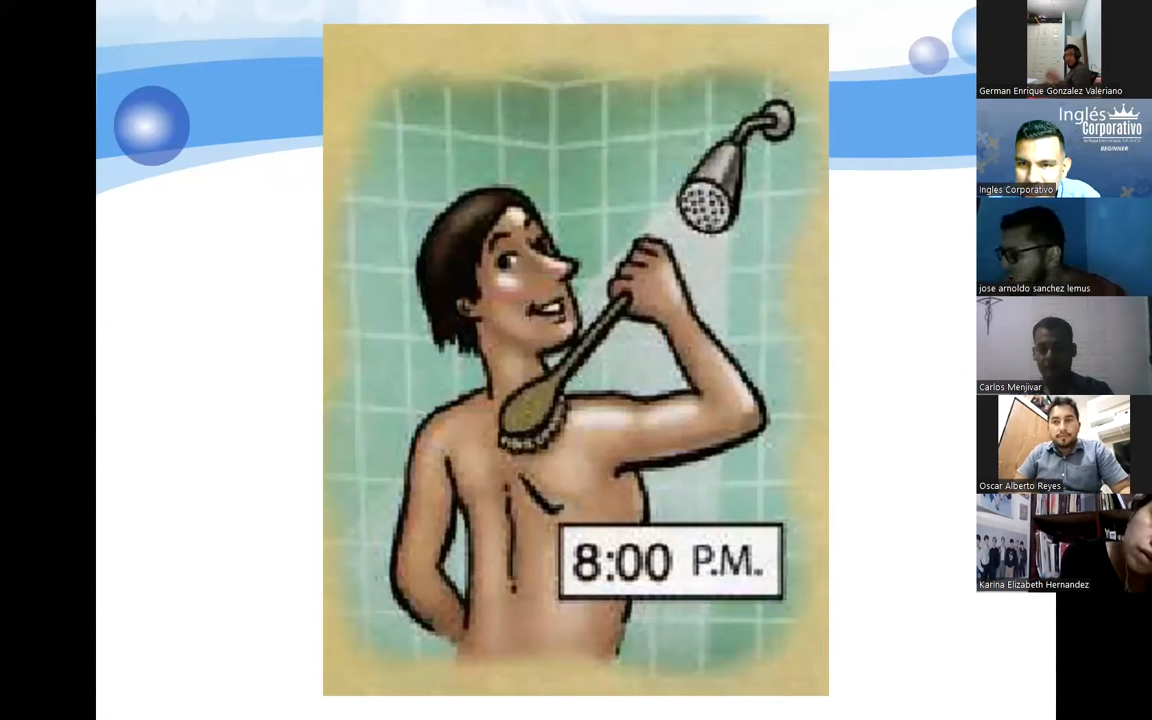 8:00 P.M.
German Enrique Gonzalez Valeriano
Inglés
Corporativo
BEGINNER
Ingles Corporativo
jose arnoldo sanchez lemus
Carlos Menjivar
Oscar Alberto Reyes
Karina Elizabeth Hernandez